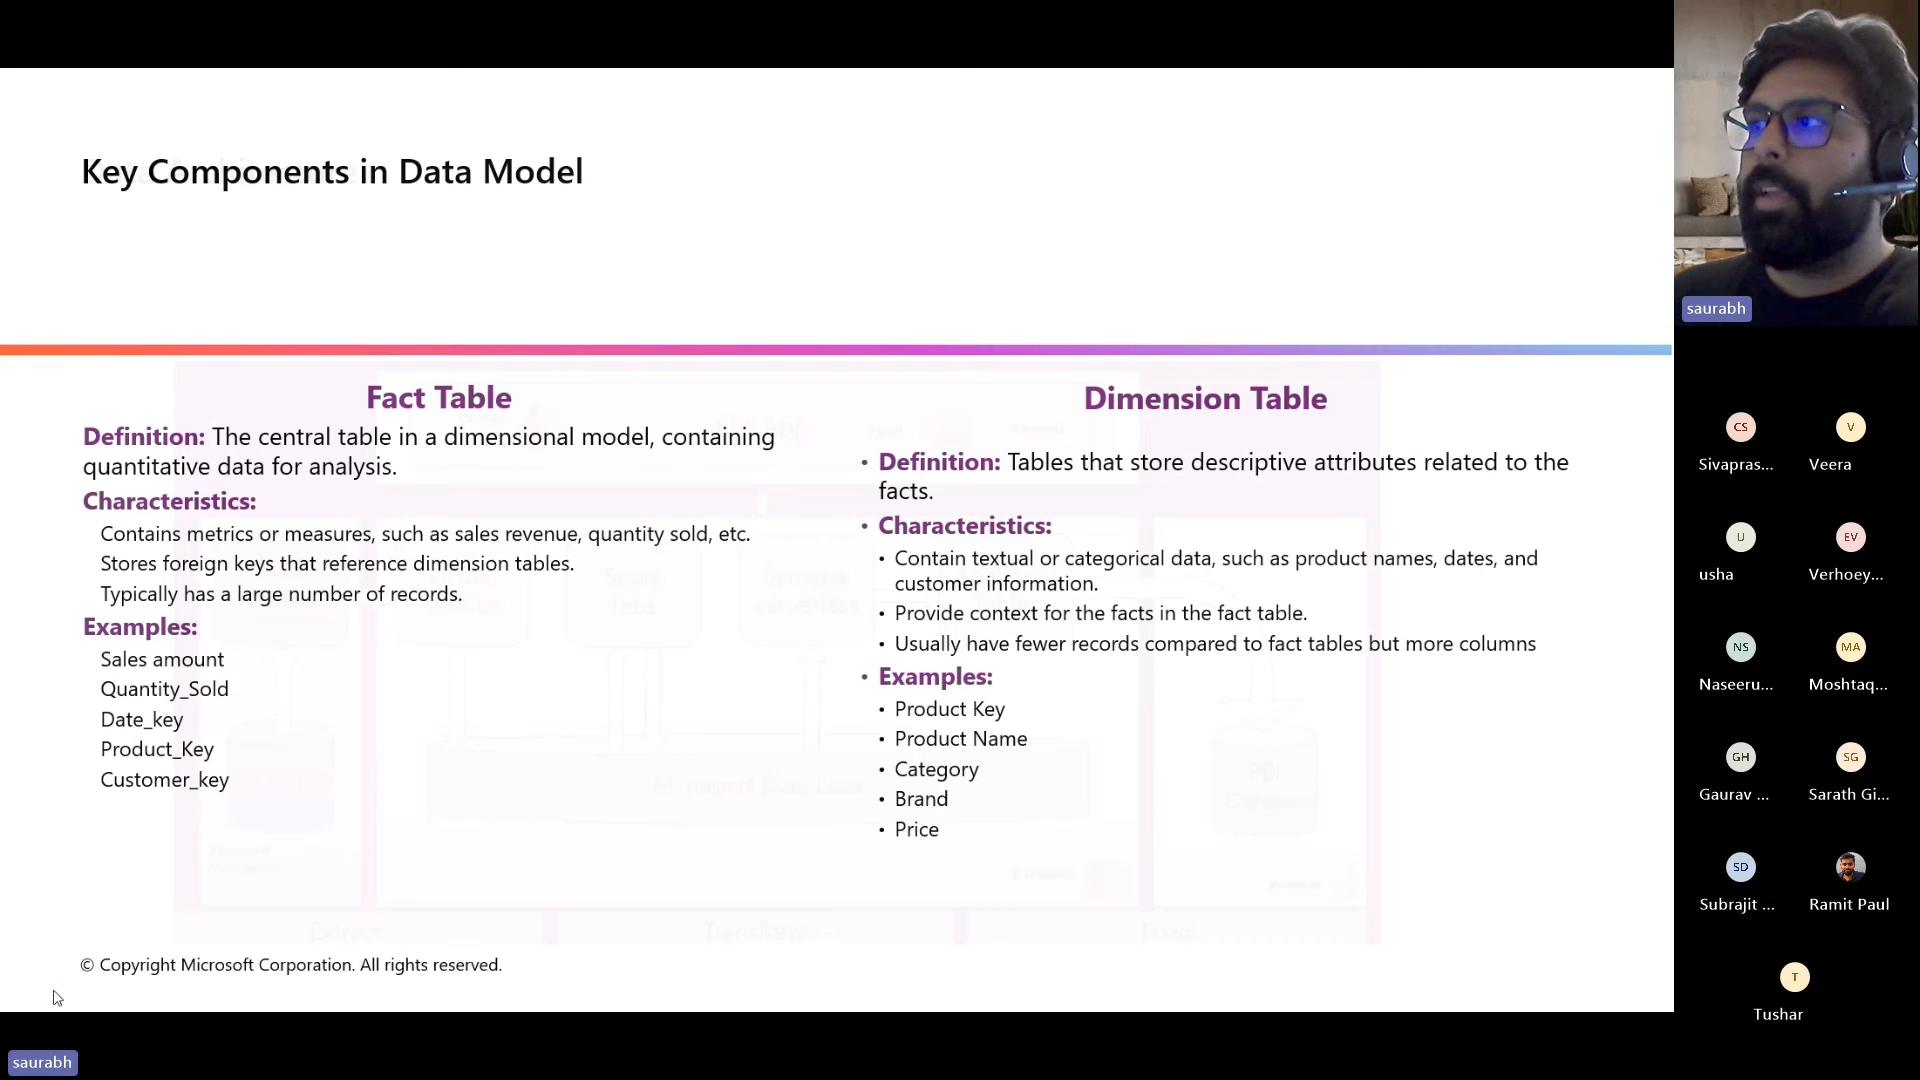 Key Components in Data Model
Fact Table
Definition: The central table in a dimensional model, containing
quantitative data for analysis.
Characteristics:
Contains metrics or measures, such as sales revenue, quantity sold, etc.
Stores foreign keys that reference dimension tables.
Typically has a large number of records.
Examples:
Sales amount
Quantity_Sold
Date_key
Product_Key
Customer_key
Dimension Table
• Definition: Tables that store descriptive attributes related to the
facts.
• Characteristics:
• Contain textual or categorical data, such as product names, dates, and
customer information.
• Provide context for the facts in the fact table.
• Usually have fewer records compared to fact tables but more columns
• Examples:
• Product Key
• Product Name
• Category
• Brand
• Price
Extract
Transform
Load
© Copyright Microsoft Corporation. All rights reserved.
saurabh
saurabh
CS
V
Sivapras...
Veera
U
EV
usha
Verhoey...
NS
MA
Naseeru...
Moshtaq...
GH
SG
Gaurav ...
Sarath Gi...
SD
Subrajit ...
Ramit Paul
T
Tushar